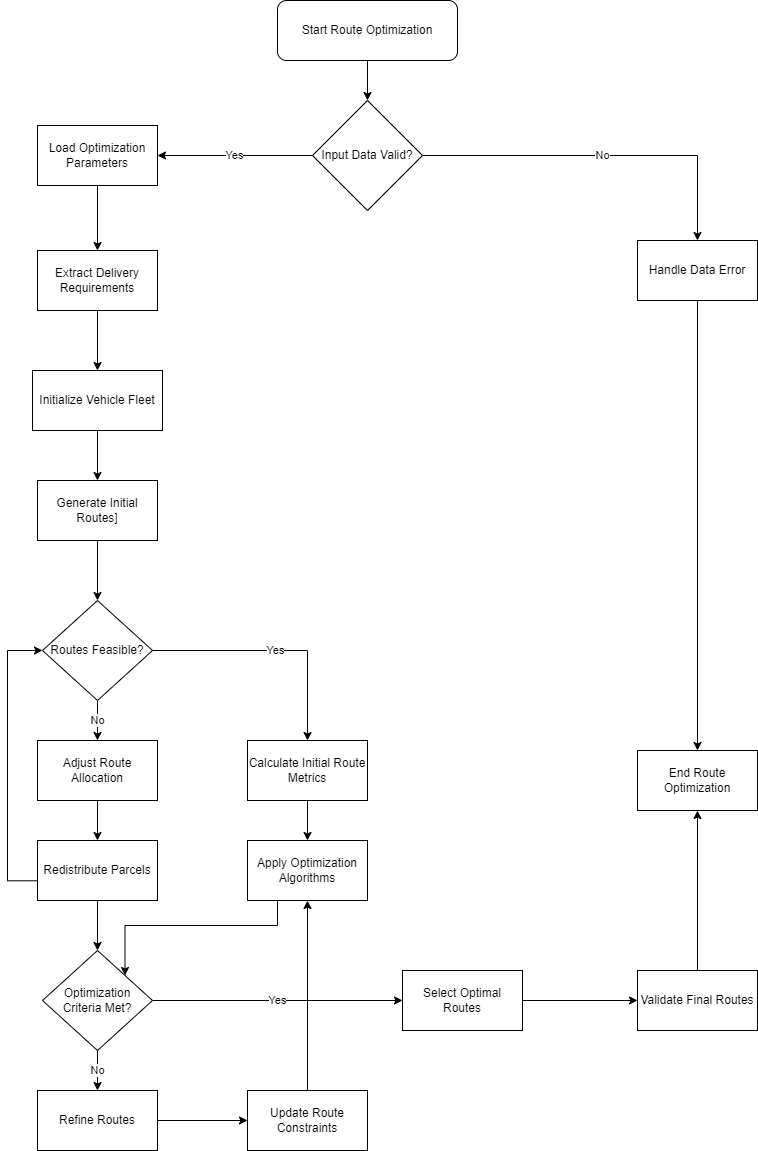 Start Route Optimization
Input Data Valid?
Yes
No
Load Optimization
Parameters
Extract Delivery
Requirements
Handle Data Error
Initialize Vehicle Fleet
Generate Initial
Routes]
Routes Feasible?
Yes
No
Adjust Route
Allocation
Calculate Initial Route
Metrics
End Route
Optimization
Redistribute Parcels
Apply Optimization
Algorithms
Optimization
Criteria Met?
Yes
Select Optimal
Routes
Validate Final Routes
No
Refine Routes
Update Route
Constraints